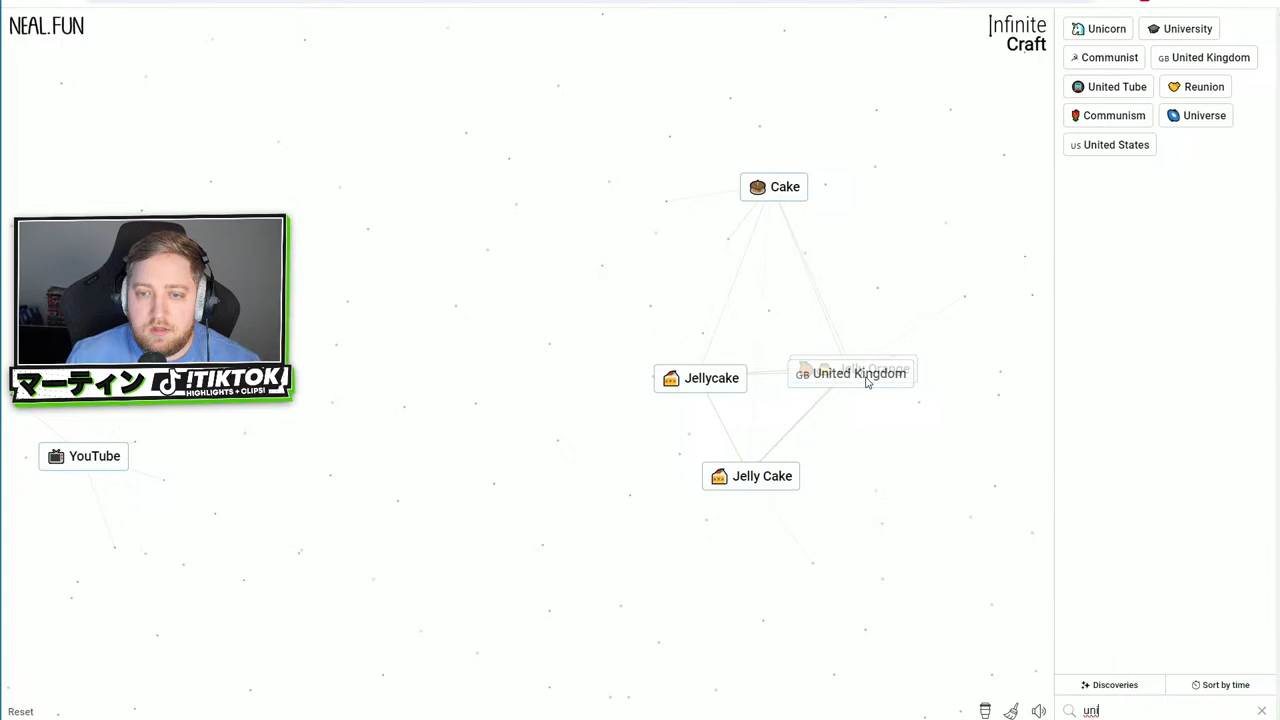 NEAL.FUN
Infinite
Craft
Unicorn
University
Communist
GB United Kingdom
United Tube
Reunion
Communism
Universe
US United States
Cake
Jellycake
Jelly Orange
GB United Kingdom
Jelly Cake
マーティン
!TIKTOK
HIGHLIGHTS + CLIPS!
YouTube
Discoveries
Sort by time
Reset
uni